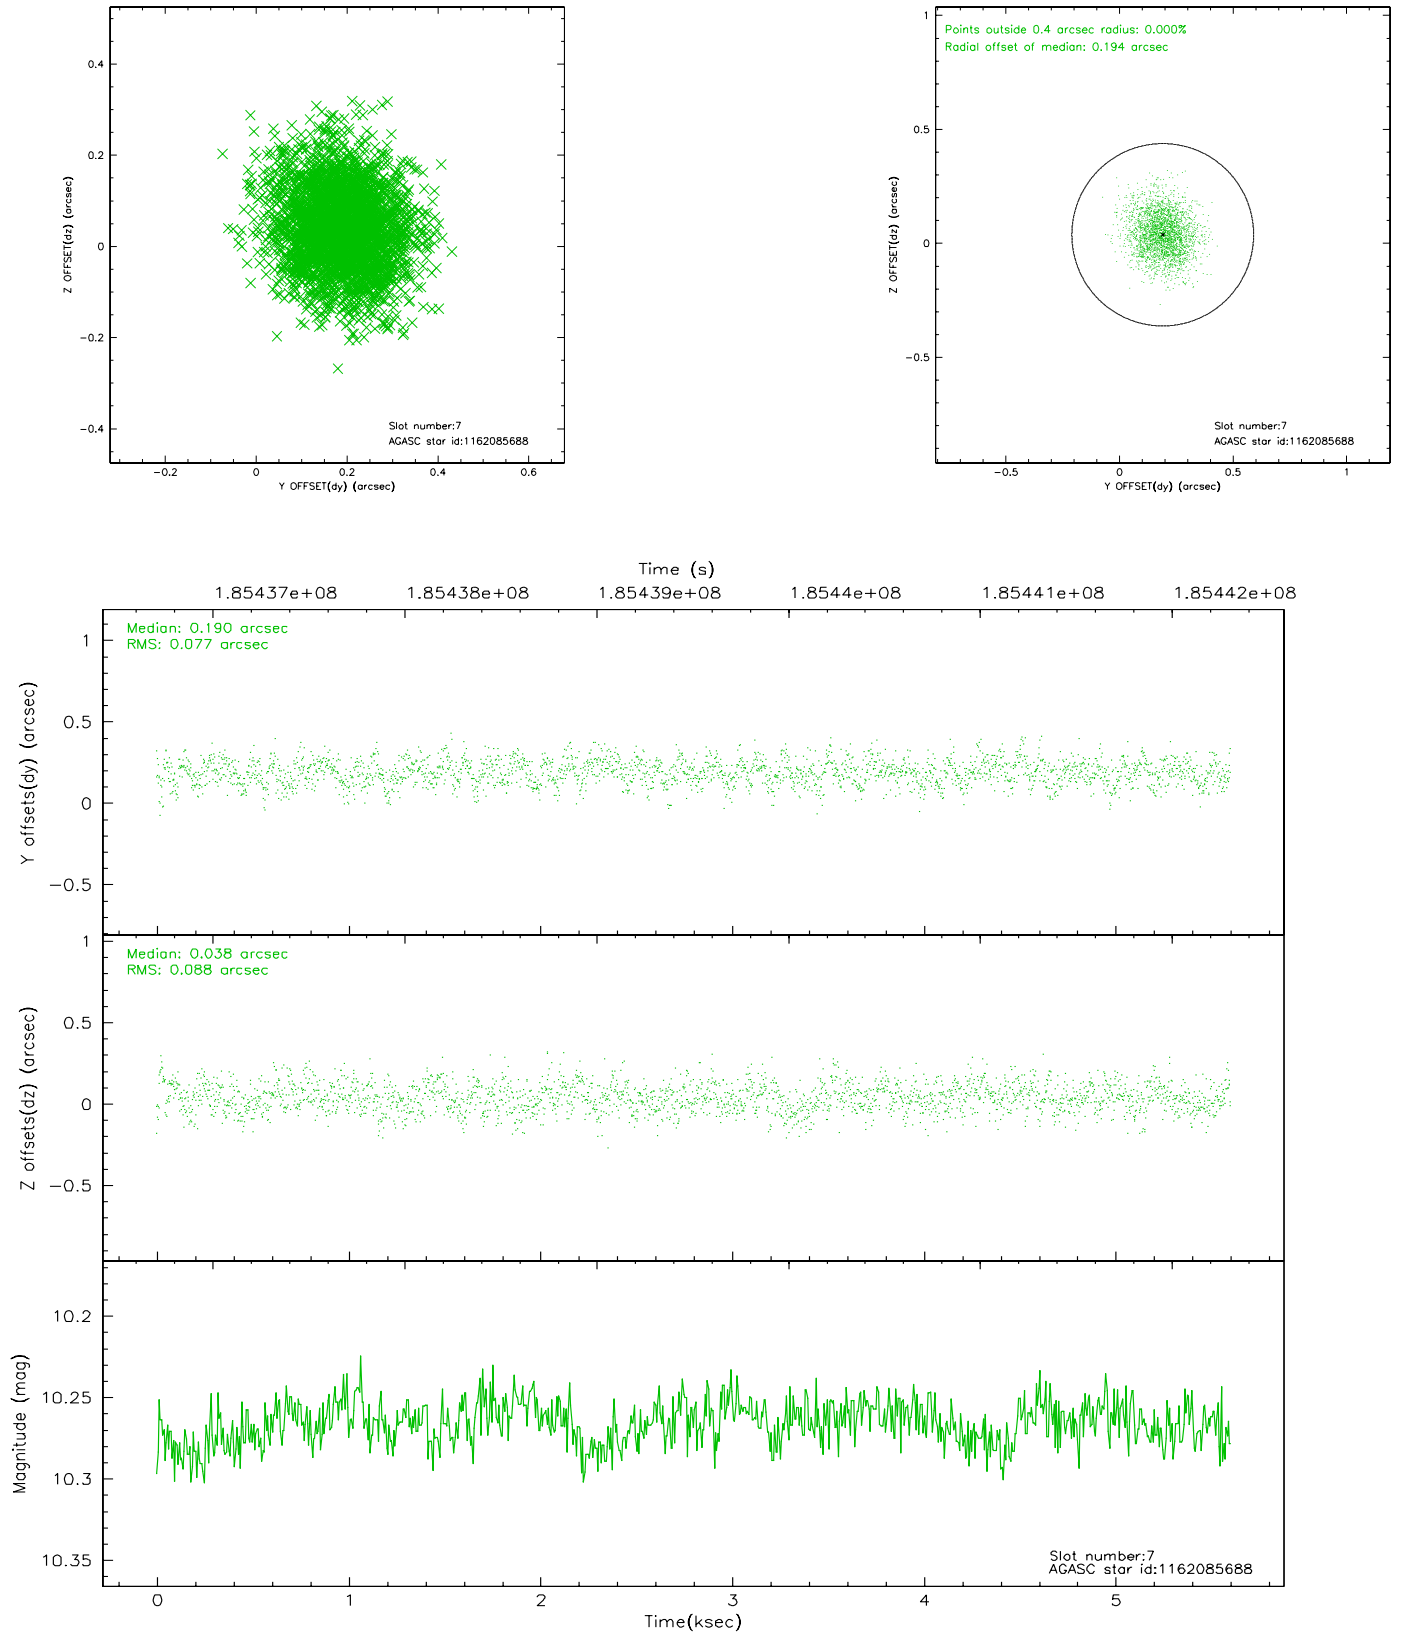 0.4
0.2
0
−0.2
−0.4
Z OFFSET(dz) (arcsec)
Slot number:7
AGASC star id:1162085688
−0.2 0 0.2 0.4 0.6
Y OFFSET(dy) (arcsec)
Points outside 0.4 arcsec radius: 0.000%
Radial offset of median: 0.194 arcsec
1
0.5
0
−0.5
Z OFFSET(dz) (arcsec)
Slot number:7
AGASC star id:1162085688
−0.5 0 0.5 1
Y OFFSET(dy) (arcsec)
Time (s)
1.85437e+08 1.85438e+08 1.85439e+08 1.8544e+08 1.85441e+08 1.85442e+08
Median: 0.190 arcsec
RMS: 0.077 arcsec
1
0.5
0
−0.5
Y offsets(dy) (arcsec)
Median: 0.038 arcsec
RMS: 0.088 arcsec
1
0.5
0
−0.5
Z offsets(dz) (arcsec)
10.2
10.25
10.3
10.35
Magnitude (mag)
Slot number:7
AGASC star id:1162085688
0 1 2 3 4 5
Time(ksec)